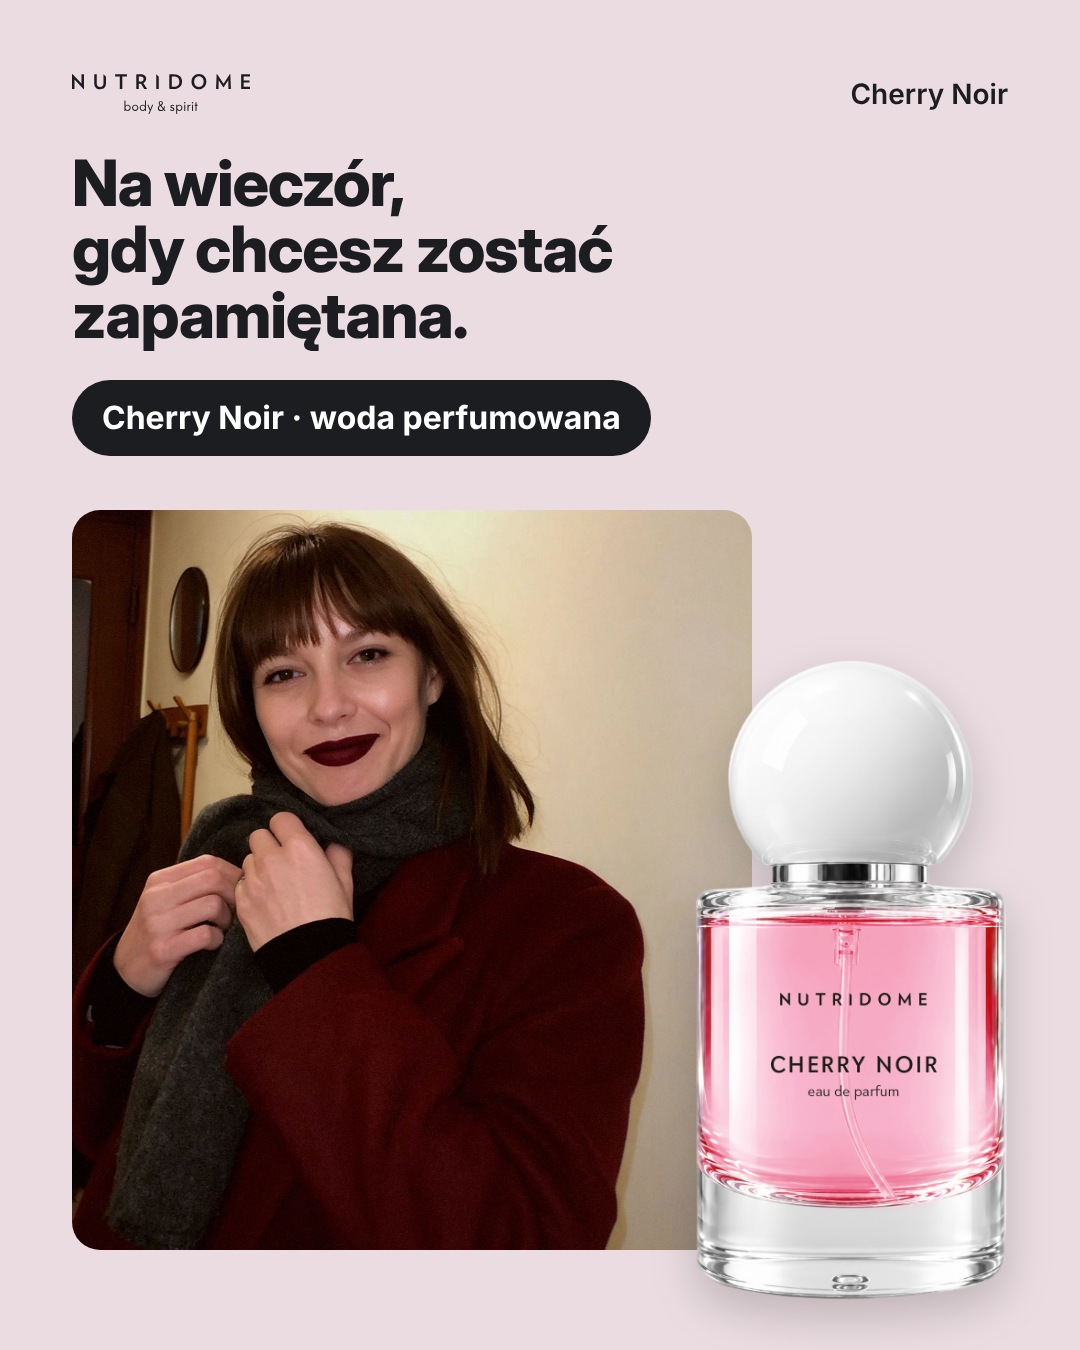 NUTRIDOME
body & spirit
Cherry Noir
Na wieczór,
gdy chcesz zostać
zapamiętana.
Cherry Noir · woda perfumowana
NUTRIDOME
CHERRY NOIR
eau de parfum